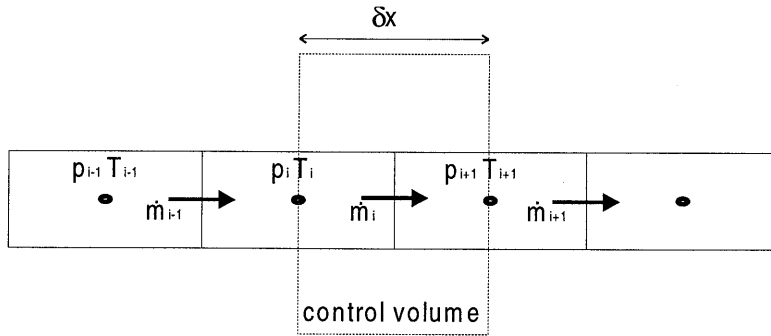 δx
p i-1 T i-1 p i T i p i+1 T i+1
ṁ i-1 ṁ i ṁ i+1
control volume